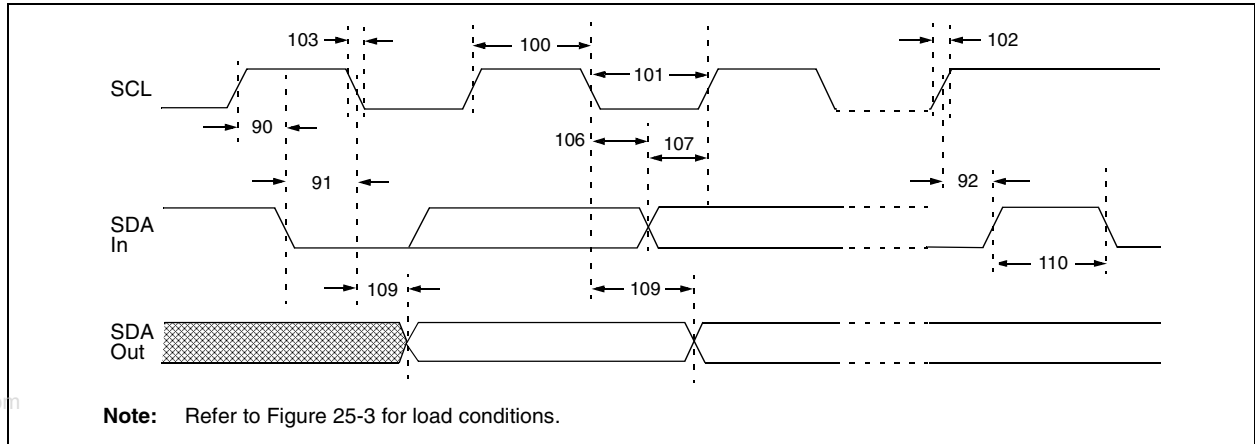 103
100
102
SCL
101
90
106
107
91
92
SDA
In
110
109
109
SDA
Out
om
Note: Refer to Figure 25-3 for load conditions.